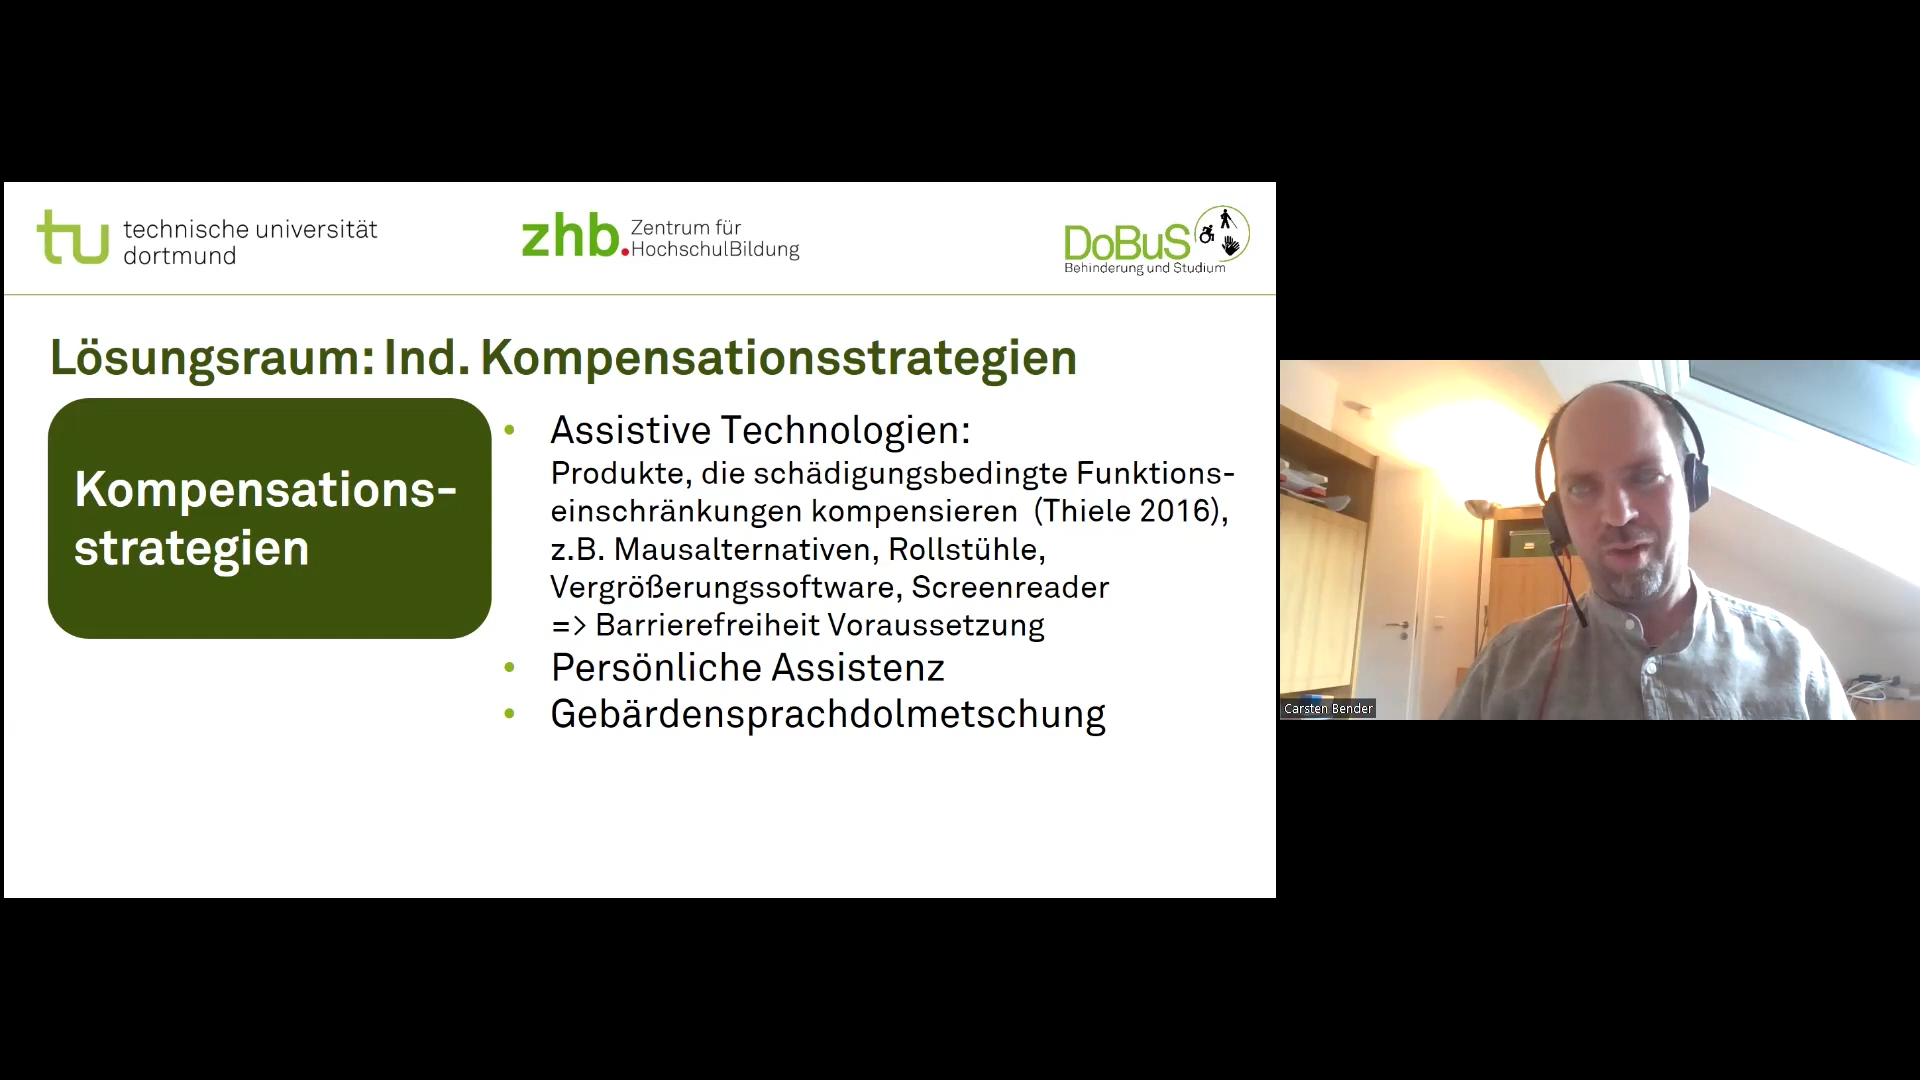 tu technische universität
dortmund
zhb. Zentrum für
HochschulBildung
DoBuS
Behinderung und Studium
Lösungsraum: Ind. Kompensationsstrategien
Kompensations-
strategien
• Assistive Technologien:
Produkte, die schädigungsbedingte Funktions-
einschränkungen kompensieren (Thiele 2016),
z.B. Mausalternativen, Rollstühle,
Vergrößerungssoftware, Screenreader
=> Barrierefreiheit Voraussetzung
• Persönliche Assistenz
• Gebärdensprachdolmetschung
Carsten Bender